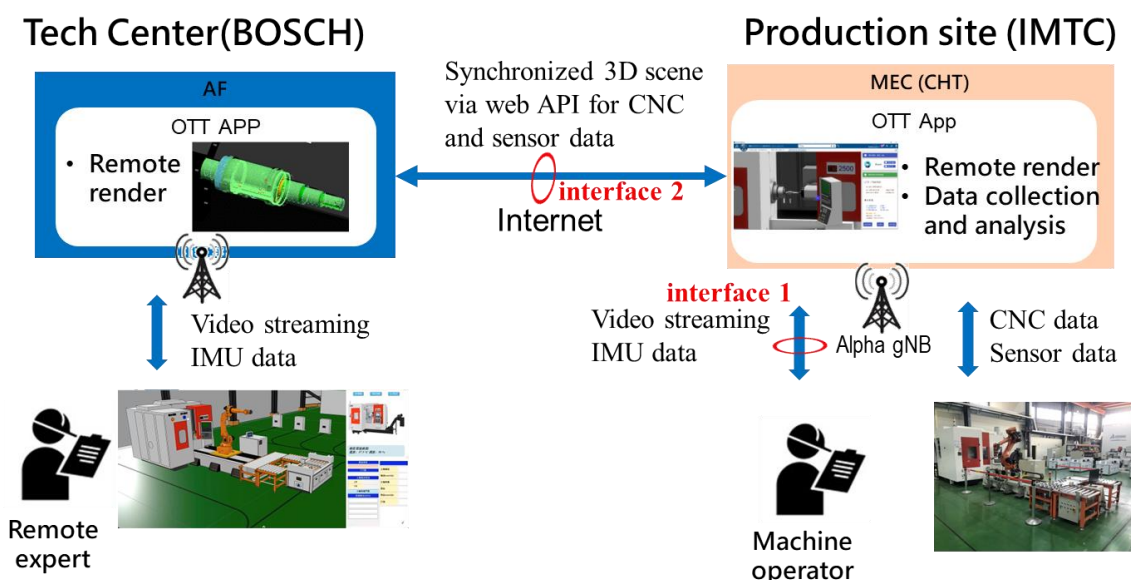 Tech Center(BOSCH)
Production site (IMTC)
AF
OTT APP
• Remote
render
Synchronized 3D scene
via web API for CNC
and sensor data
interface 2
Internet
MEC (CHT)
OTT App
2500
• Remote render
• Data collection
and analysis
Video streaming
IMU data
interface 1
Video streaming
IMU data
Alpha gNB
CNC data
Sensor data
Remote
expert
Machine
operator